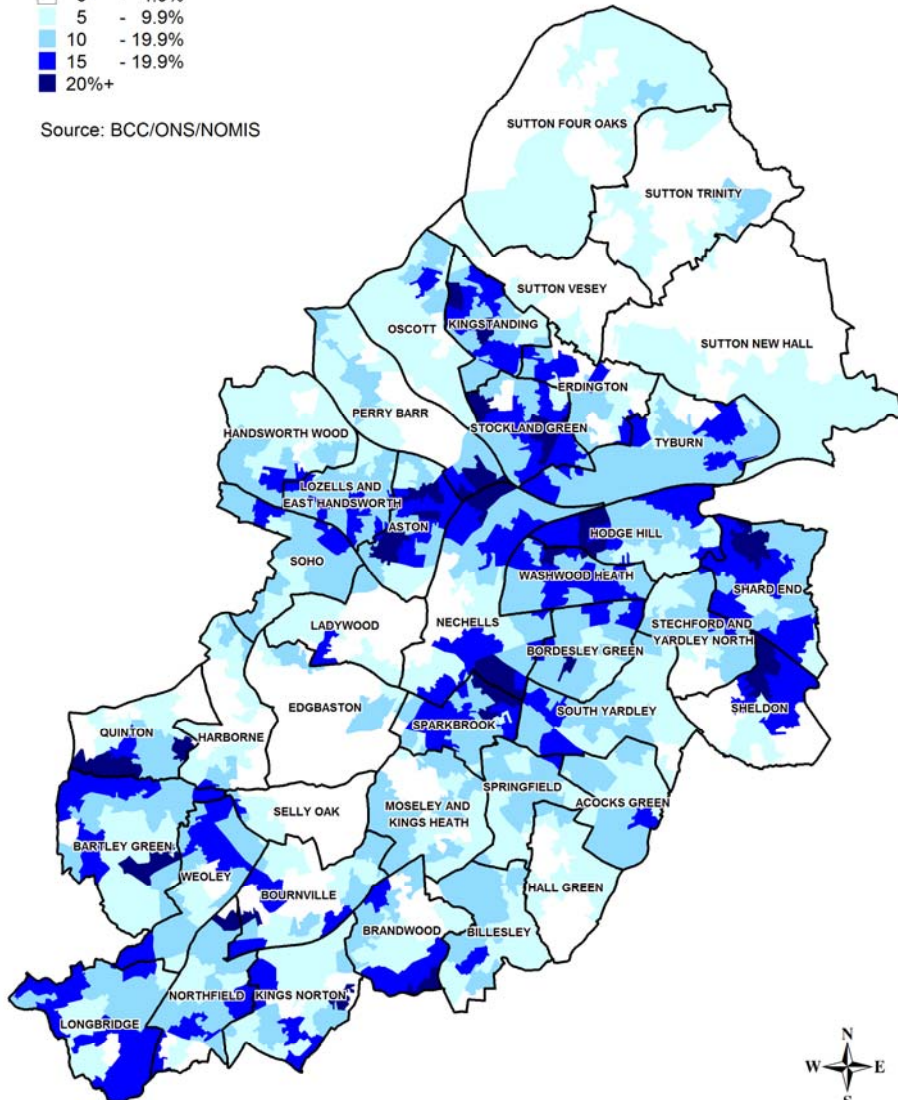 5 - 9.9%
10 - 19.9%
15 - 19.9%
20%+
Source: BCC/ONS/NOMIS
SUTTON FOUR OAKS
SUTTON TRINITY
SUTTON VESEY
OSCOTT
KINGSTANDING
SUTTON NEW HALL
ERDINGTON
PERRY BARR
STOCKLAND GREEN
HANDSWORTH WOOD
TYBURN
LOZELLS AND
EAST HANDSWORTH
ASTON
HODGE HILL
SOHO
WASHWOOD HEATH
SHARD END
LADYWOOD
NECHELLS
STECHFORD AND
YARDLEY NORTH
BORDESLEY GREEN
EDGBASTON
SHELDON
SOUTH YARDLEY
QUINTON
HARBORNE
SPARKBROOK
SPRINGFIELD
MOSELEY AND
KINGS HEATH
ACOCKS GREEN
SELLY OAK
BARTLEY GREEN
WEOLEY
BOURNVILLE
HALL GREEN
BRANDWOOD
BILLESLEY
NORTHFIELD
KINGS NORTON
LONGBRIDGE
N
W
E
S